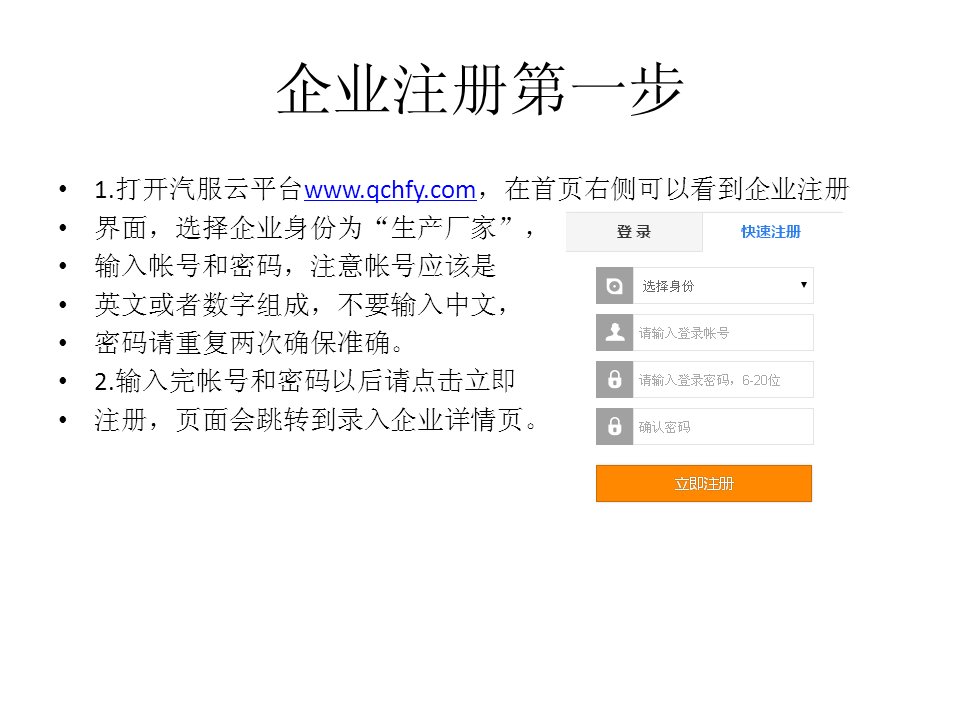 企业注册第一步
• 1.打开汽服云平台www.qchfy.com，在首页右侧可以看到企业注册
• 界面，选择企业身份为“生产厂家”，
• 输入帐号和密码，注意帐号应该是
• 英文或者数字组成，不要输入中文，
• 密码请重复两次确保准确。
• 2.输入完帐号和密码以后请点击立即
• 注册，页面会跳转到录入企业详情页。
登 录 快速注册
选择身份
请输入登录帐号
请输入登录密码，6-20位
确认密码
立即注册